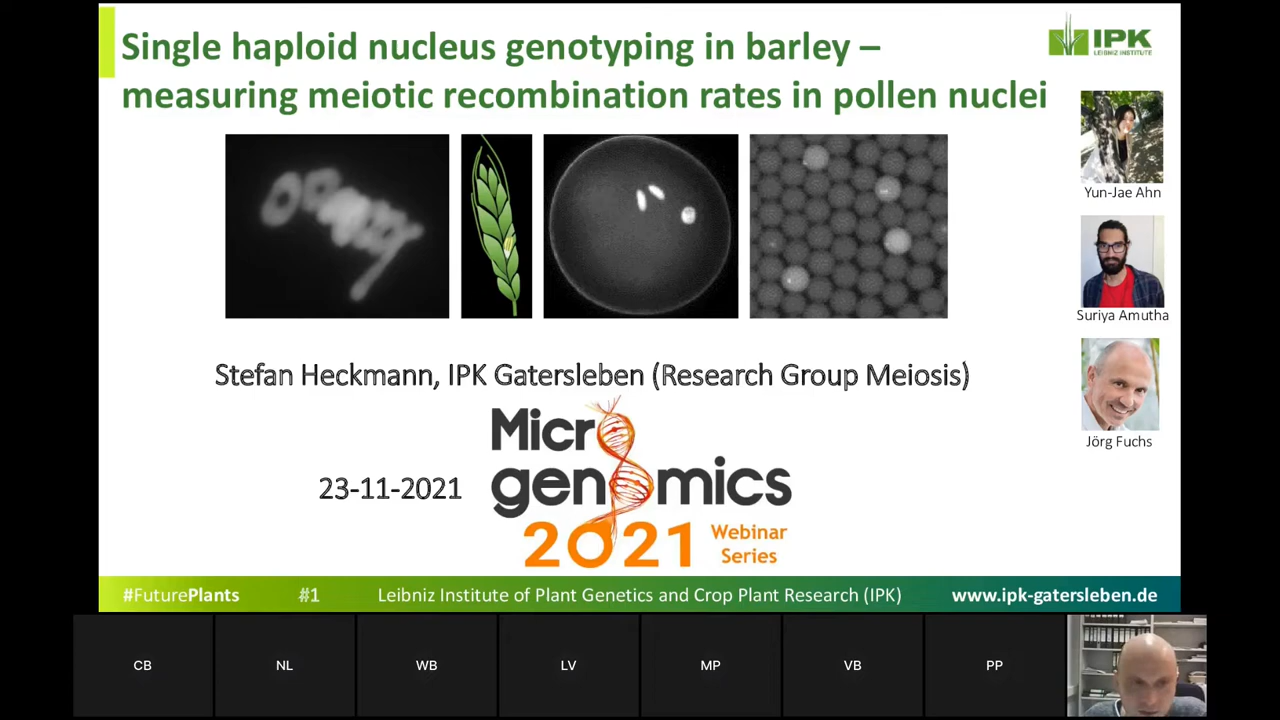 Single haploid nucleus genotyping in barley –
measuring meiotic recombination rates in pollen nuclei
IPK
LEIBNIZ INSTITUTE
Yun-Jae Ahn
Suriya Amutha
Jörg Fuchs
Stefan Heckmann, IPK Gatersleben (Research Group Meiosis)
23-11-2021
Micro
genomics
2021
Webinar
Series
#FuturePlants #1 Leibniz Institute of Plant Genetics and Crop Plant Research (IPK) www.ipk-gatersleben.de
CB NL WB LV MP VB PP